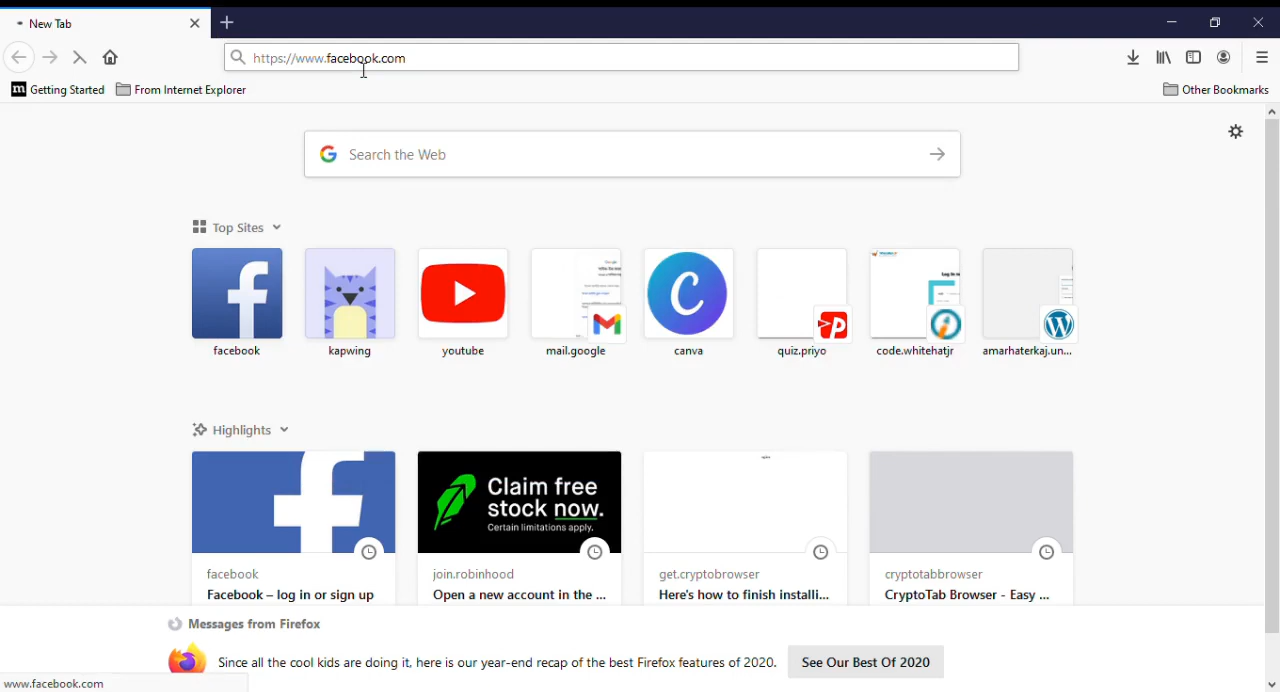 New Tab
https://www.facebook.com
Getting Started From Internet Explorer Other Bookmarks
Search the Web
Top Sites
facebook kapwing youtube mail.google canva quiz.priyo code.whitehatjr amarhaterkaj.un...
Highlights
Claim free
stock now.
Certain limitations apply.
facebook join.robinhood get.cryptobrowser cryptotabbrowser
Facebook – log in or sign up Open a new account in the ... Here's how to finish installi... CryptoTab Browser - Easy ...
Messages from Firefox
Since all the cool kids are doing it, here is our year-end recap of the best Firefox features of 2020. See Our Best Of 2020
www.facebook.com